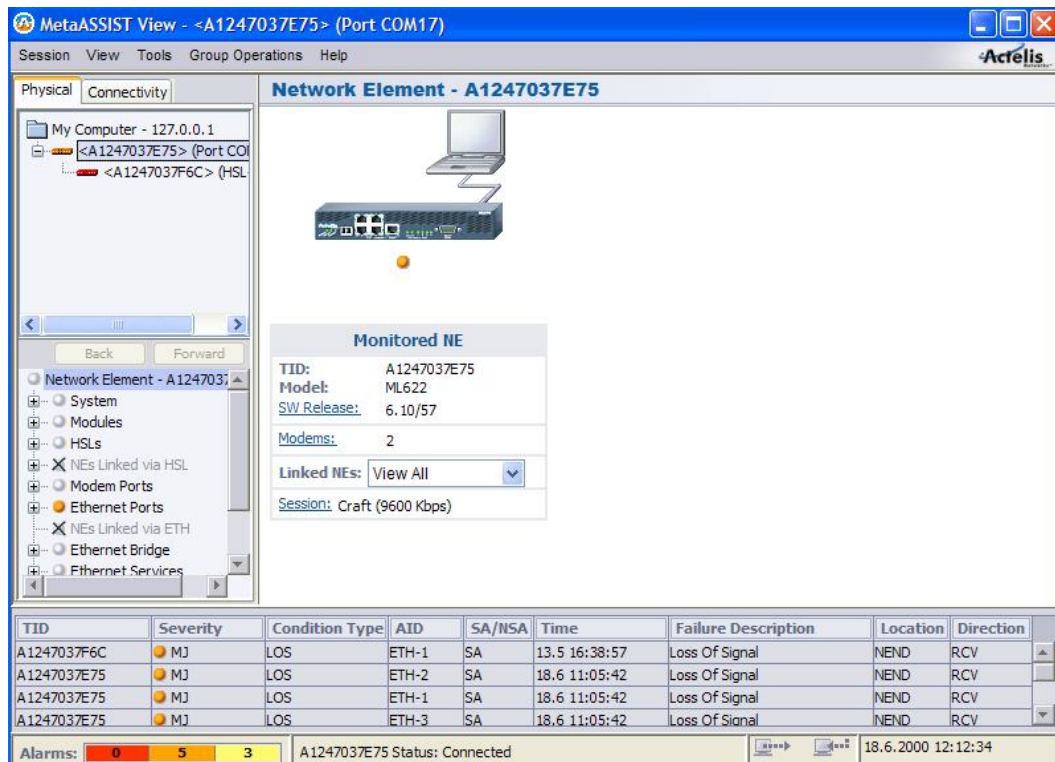 MetaASSIST View - <A1247037E75> (Port COM17)
Session View Tools Group Operations Help
Actelis
Physical Connectivity
Network Element - A1247037E75
My Computer - 127.0.0.1
<A1247037E75> (Port CO
<A1247037F6C> (HSL-
Back Forward
Network Element - A124703
System
Modules
HSLs
NEs Linked via HSL
Modem Ports
Ethernet Ports
NEs Linked via ETH
Ethernet Bridge
Ethernet Services
Monitored NE
TID: A1247037E75
Model: ML622
SW Release: 6.10/57
Modems: 2
Linked NEs: View All
Session: Craft (9600 Kbps)
TID Severity Condition Type AID SA/NSA Time Failure Description Location Direction
A1247037F6C MJ LOS ETH-1 SA 13.5 16:38:57 Loss Of Signal NEND RCV
A1247037E75 MJ LOS ETH-2 SA 18.6 11:05:42 Loss Of Signal NEND RCV
A1247037E75 MJ LOS ETH-1 SA 18.6 11:05:42 Loss Of Signal NEND RCV
A1247037E75 MJ LOS ETH-3 SA 18.6 11:05:42 Loss Of Signal NEND RCV
Alarms: 0 5 3 A1247037E75 Status: Connected 18.6.2000 12:12:34